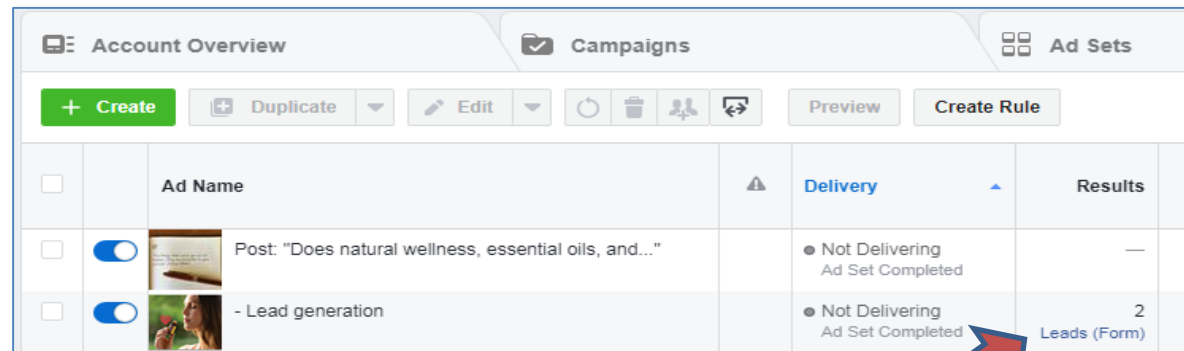 Account Overview
Campaigns
Ad Sets
+ Create
Duplicate
Edit
Preview
Create Rule
Ad Name
Delivery
Results
Post: "Does natural wellness, essential oils, and..."
Not Delivering
—
Ad Set Completed
- Lead generation
Not Delivering
2
Ad Set Completed
Leads (Form)